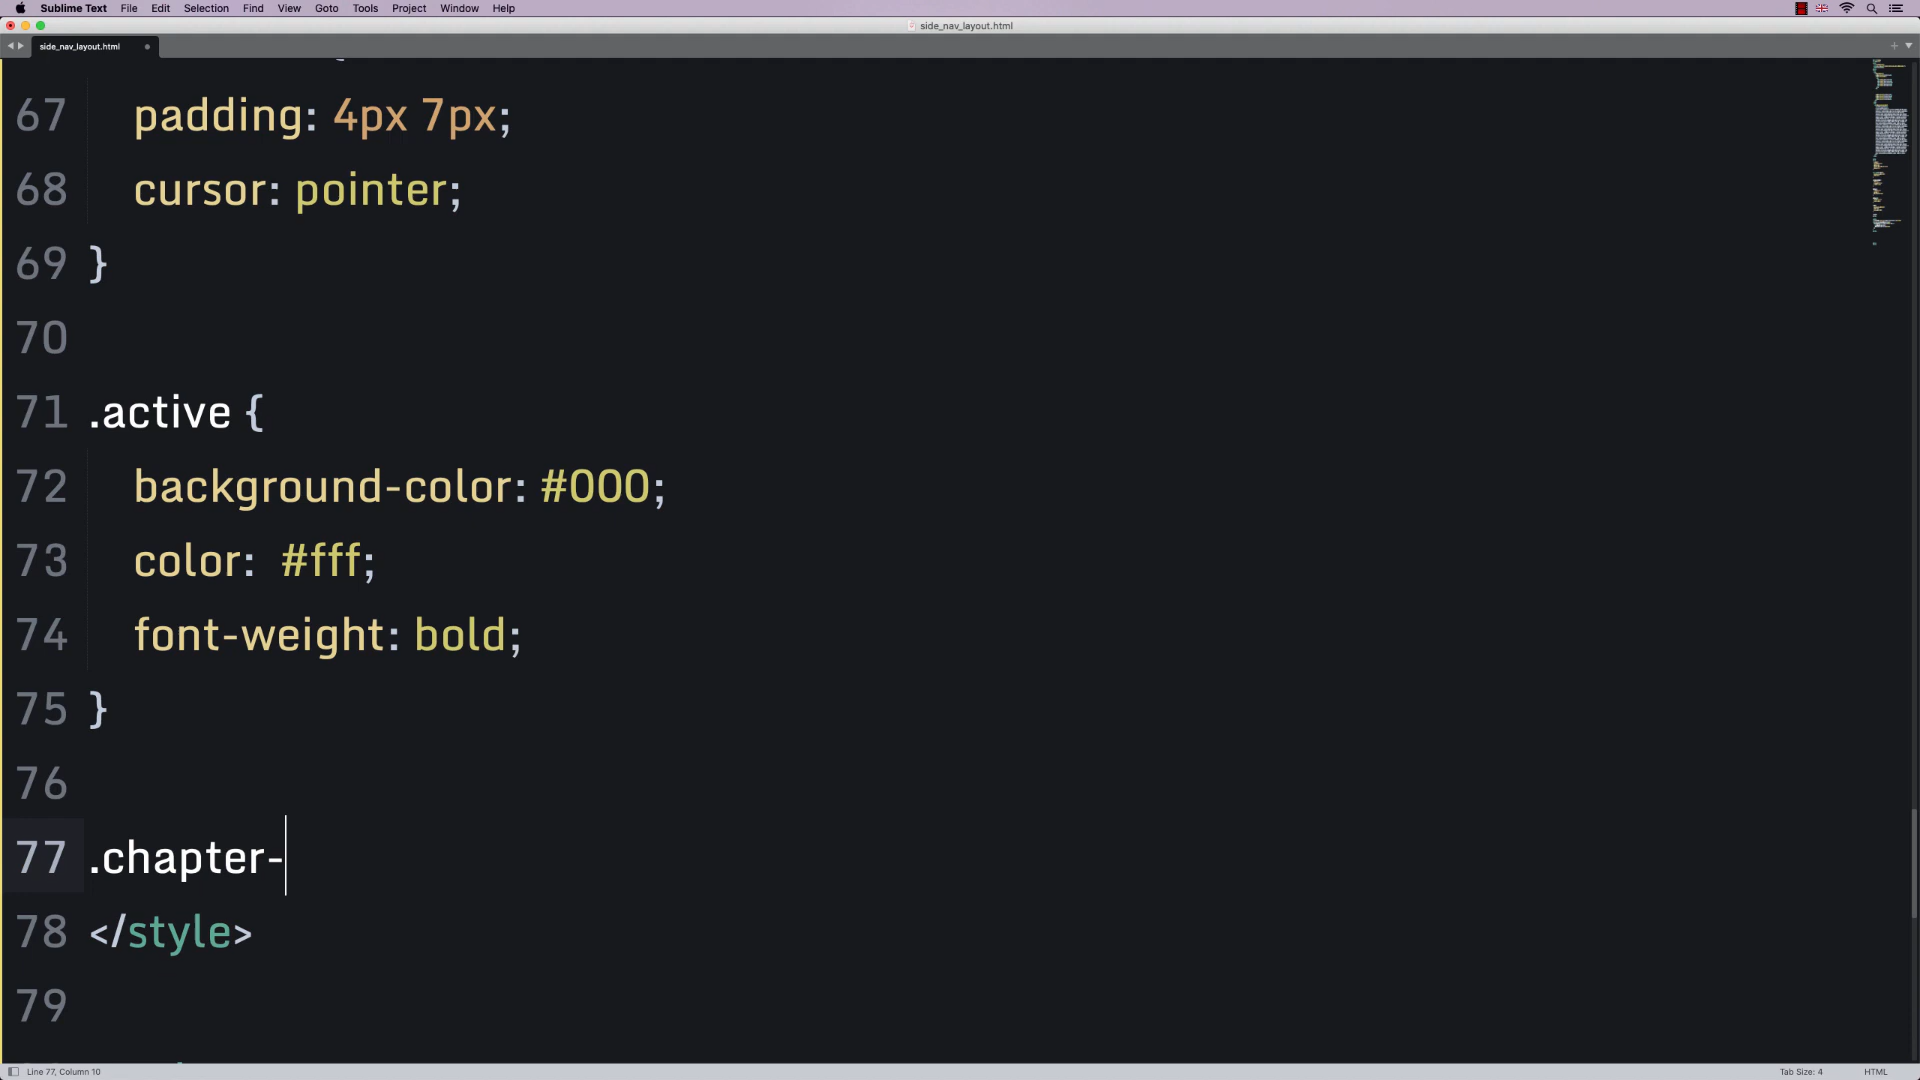 Sublime Text File Edit Selection Find View Goto Tools Project Window Help
side_nav_layout.html
side_nav_layout.html
67 padding: 4px 7px;
68 cursor: pointer;
69 }
70
71 .active {
72 background-color: #000;
73 color:  #fff;
74 font-weight: bold;
75 }
76
77 .chapter-
78 </style>
79
Line 77, Column 10 Tab Size: 4 HTML